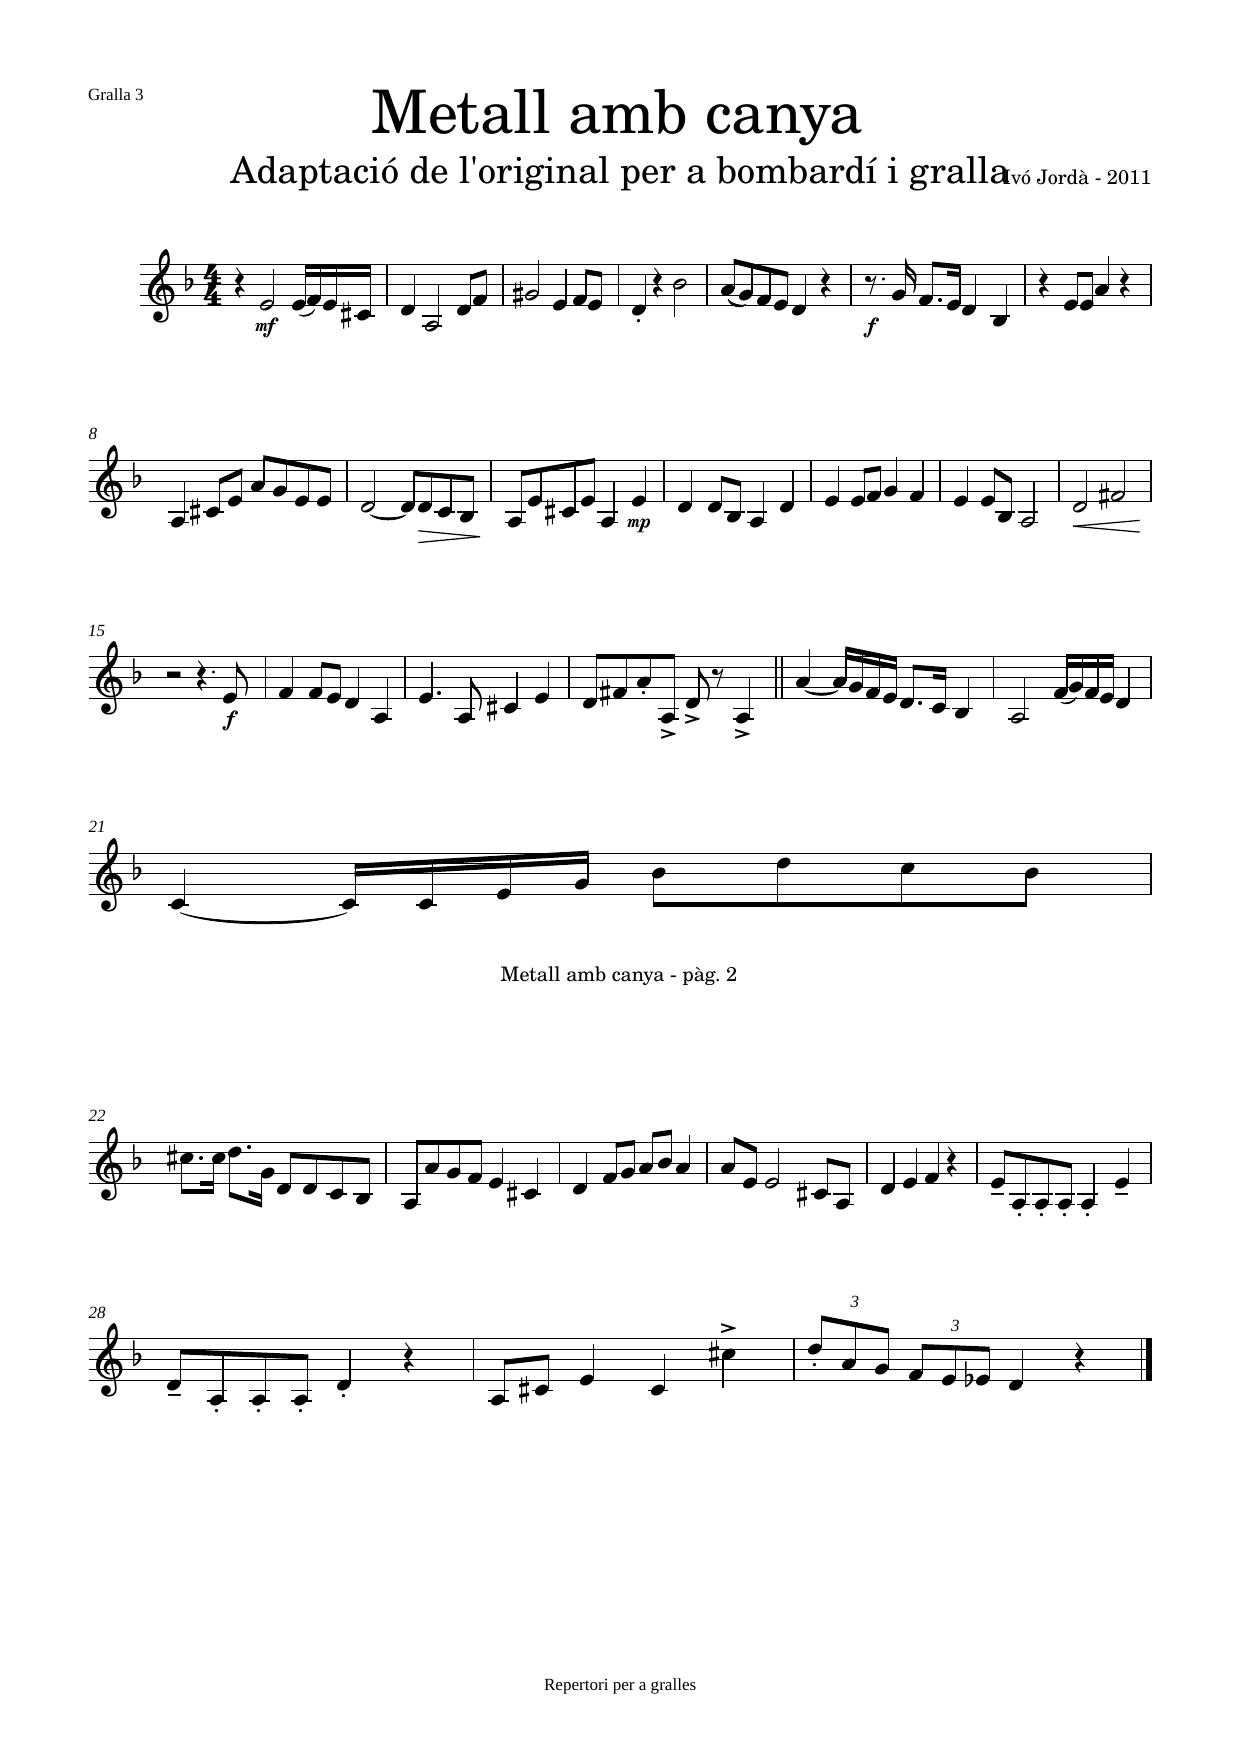 Gralla 3
Metall amb canya
Adaptació de l'original per a bombardí i gralla
Ivó Jordà - 2011
mf
f
8
mp
15
f
21
Metall amb canya - pàg. 2
22
28
3
3
Repertori per a gralles